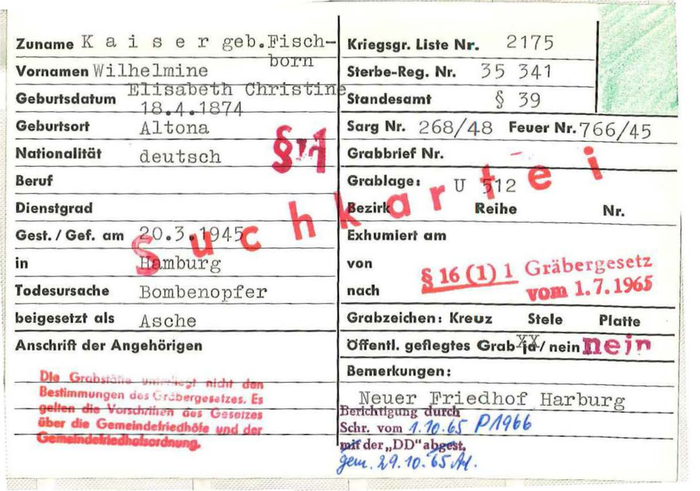 Zuname Kaiser geb. Fisch-
born
Vornamen Wilhelmine
Elisabeth Christine
Geburtsdatum 18.4.1874
Geburtsort Altona
Nationalität deutsch
§ 1
Beruf
Dienstgrad
Gest. / Gef. am 20.3.1945
in Hamburg
Todesursache Bombenopfer
beigesetzt als Asche
Anschrift der Angehörigen
Die Grabstätte unterliegt nicht den
Bestimmungen des Gräbergesetzes. Es
gelten die Vorschriften des Gesetzes
über die Gemeindefriedhöfe und der
Gemeindefriedhofsordnung.
Suchkartei
Kriegsgr. Liste Nr. 2175
Sterbe-Reg. Nr. 35 341
Standesamt § 39
Sarg Nr. 268/48 Feuer Nr. 766/45
Grabbrief Nr.
Grablage: U 512
Bezirk Reihe Nr.
Exhumiert am
von
nach
§ 16 (1) 1 Gräbergesetz
vom 1.7.1965
Grabzeichen: Kreuz Stele Platte
Öffentl. gepflegtes Grab ja / nein nein
Bemerkungen:
Neuer Friedhof Harburg
Berichtigung durch
Schr. vom 1.10.65 P1966
mit der „DD" abgest.
gem. 29.10.65